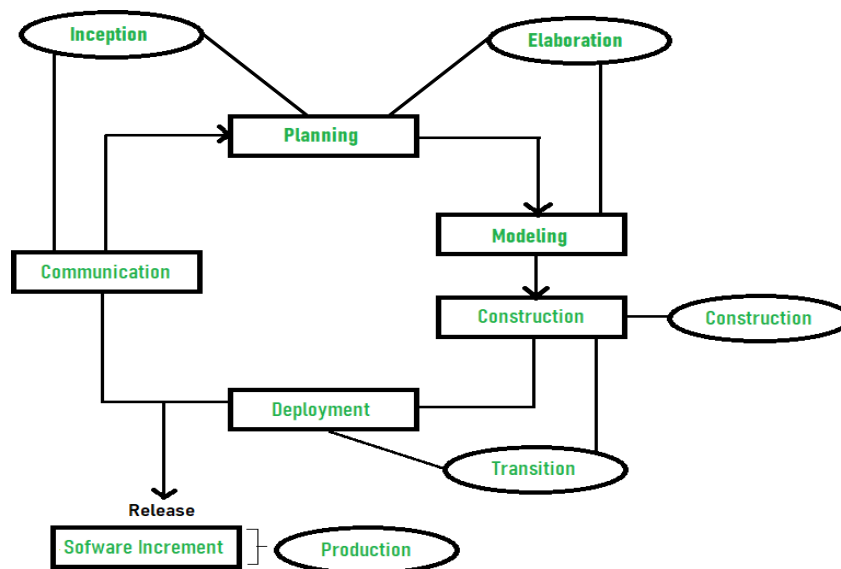 Inception
Elaboration
Planning
Modeling
Communication
Construction
Construction
Deployment
Transition
Release
Sofware Increment
Production